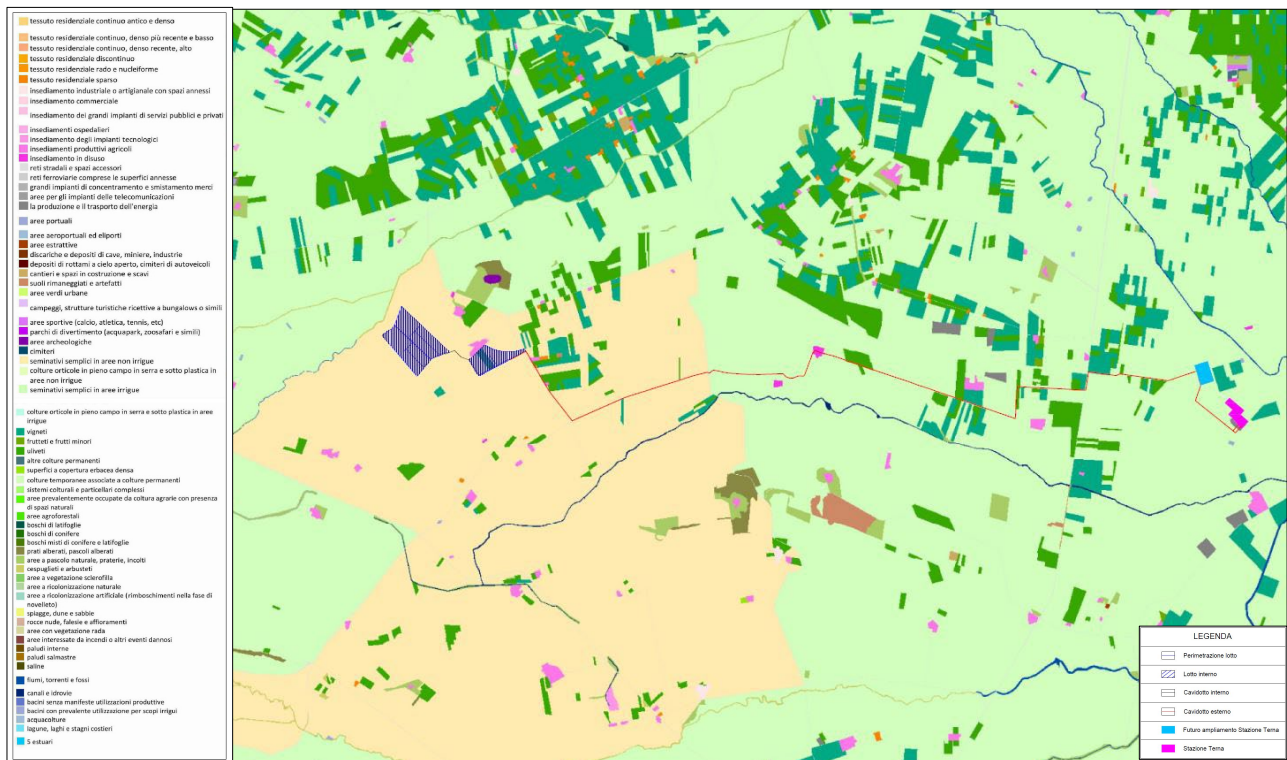 tessuto residenziale continuo antico e denso
tessuto residenziale continuo, denso più recente e basso
tessuto residenziale continuo, denso recente, alto
tessuto residenziale discontinuo
tessuto residenziale rado e nucleiforme
tessuto residenziale sparso
insediamento industriale o artigianale con spazi annessi
insediamento commerciale
insediamento dei grandi impianti di servizi pubblici e privati
insediamenti ospedalieri
insediamento degli impianti tecnologici
insediamenti produttivi agricoli
insediamento in disuso
reti stradali e spazi accessori
reti ferroviarie comprese le superfici annesse
grandi impianti di concentramento e smistamento merci
aree per gli impianti delle telecomunicazioni
la produzione e il trasporto dell'energia
aree portuali
aree aeroportuali ed eliporti
aree estrattive
discariche e depositi di cave, miniere, industrie
depositi di rottami a cielo aperto, cimiteri di autoveicoli
cantieri e spazi in costruzione e scavi
suoli rimaneggiati e artefatti
aree verdi urbane
campeggi, strutture turistiche ricettive a bungalows o simili
aree sportive (calcio, atletica, tennis, etc)
parchi di divertimento (acquapark, zoosafari e simili)
aree archeologiche
cimiteri
seminativi semplici in aree non irrigue
colture orticole in pieno campo in serra e sotto plastica in
aree non irrigue
seminativi semplici in aree irrigue
colture orticole in pieno campo in serra e sotto plastica in aree
irrigue
vigneti
frutteti e frutti minori
uliveti
altre colture permanenti
superfici a copertura erbacea densa
colture temporanee associate a colture permanenti
sistemi colturali e particellari complessi
aree prevalentemente occupate da coltura agrarie con presenza
di spazi naturali
aree agroforestali
boschi di latifoglie
boschi di conifere
boschi misti di conifere e latifoglie
prati alberati, pascoli alberati
aree a pascolo naturale, praterie, incolti
cespuglieti e arbusteti
aree a vegetazione sclerofilla
aree a ricolonizzazione naturale
aree a ricolonizzazione artificiale (rimboschimenti nella fase di
novelleto)
spiagge, dune e sabbie
rocce nude, falesie e affioramenti
aree con vegetazione rada
aree interessate da incendi o altri eventi dannosi
paludi interne
paludi salmastre
saline
fiumi, torrenti e fossi
canali e idrovie
bacini senza manifeste utilizzazioni produttive
bacini con prevalente utilizzazione per scopi irrigui
acquacolture
lagune, laghi e stagni costieri
5 estuari
LEGENDA
Perimetrazione lotto
Lotto interno
Cavidotto interno
Cavidotto esterno
Futuro ampliamento Stazione Terna
Stazione Terna